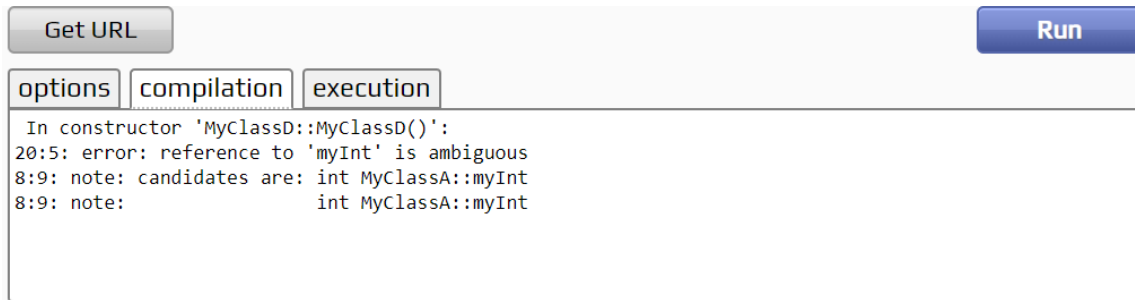 Get URL
Run
options
compilation
execution
In constructor 'MyClassD::MyClassD()':
20:5: error: reference to 'myInt' is ambiguous
8:9: note: candidates are: int MyClassA::myInt
8:9: note:                 int MyClassA::myInt